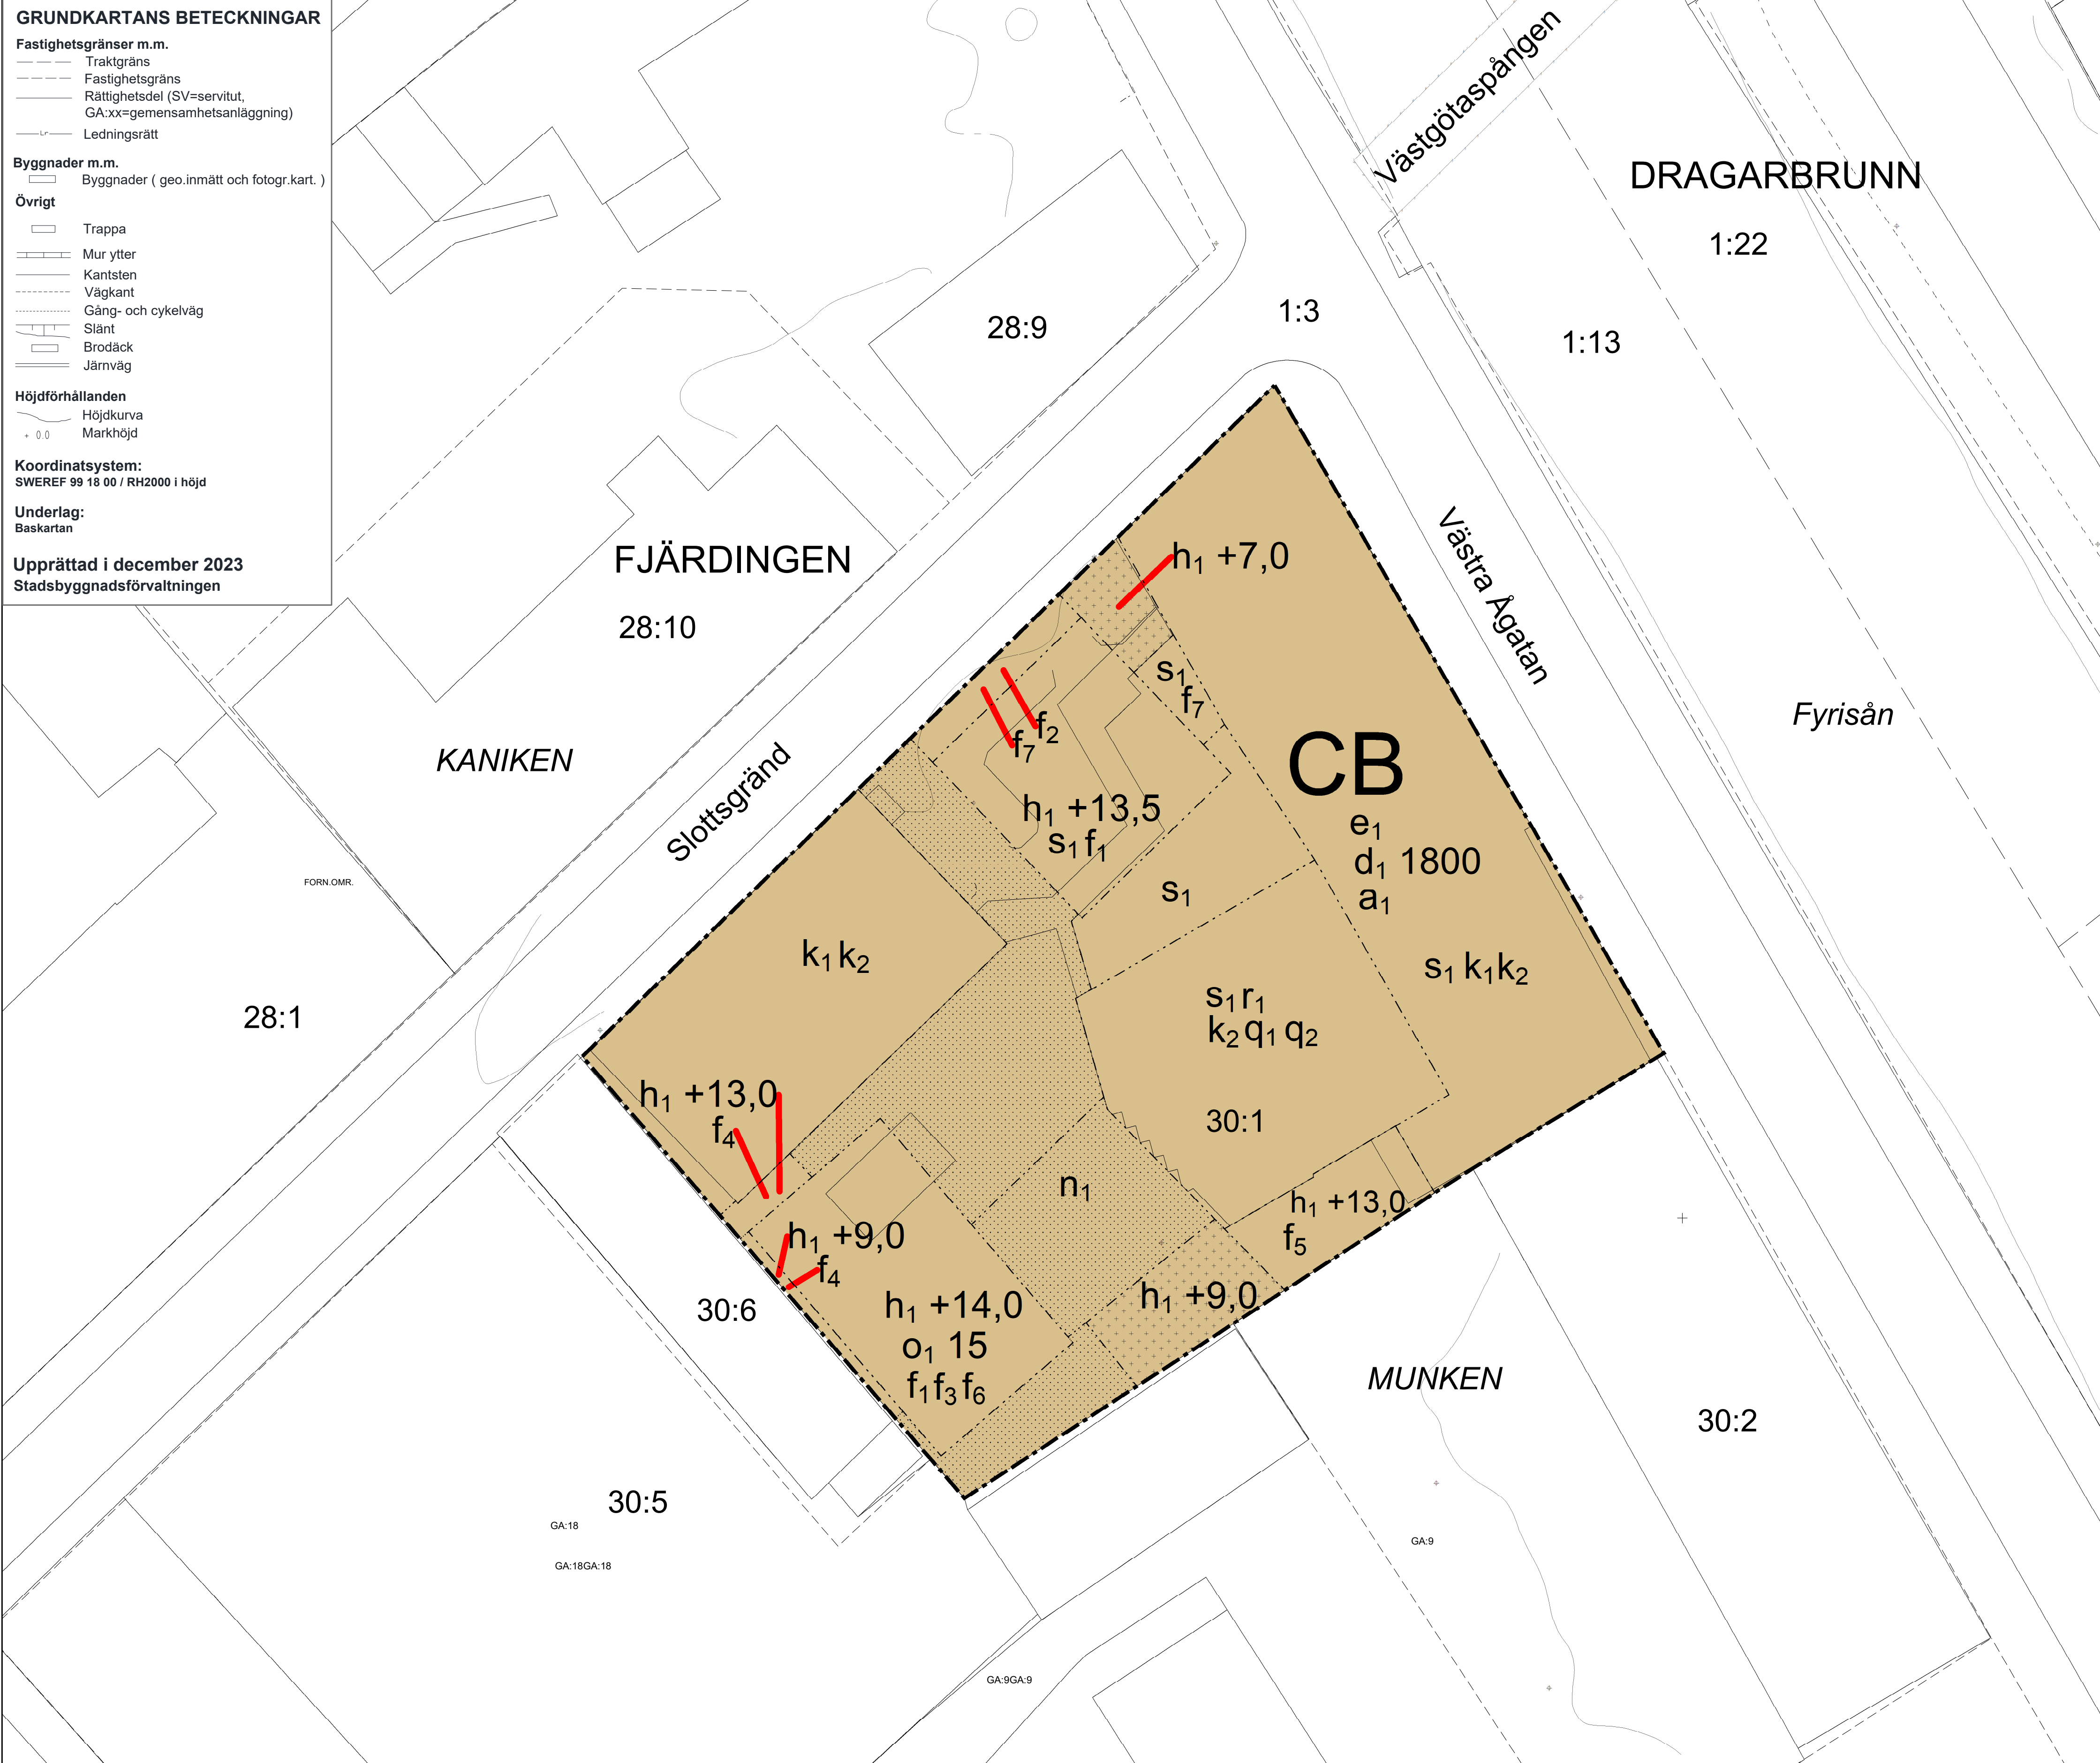 GRUNDKARTANS BETECKNINGAR
Fastighetsgränser m.m.
Traktgräns
Fastighetsgräns
Rättighetsdel (SV=servitut,
GA:xx=gemensamhetsanläggning)
Lr
Ledningsrätt
Byggnader m.m.
Byggnader ( geo.inmätt och fotogr.kart. )
Övrigt
Trappa
Mur ytter
Kantsten
Vägkant
Gång- och cykelväg
Slänt
Brodäck
Järnväg
Höjdförhållanden
Höjdkurva
+ 0.0 Markhöjd
Koordinatsystem:
SWEREF 99 18 00 / RH2000 i höjd
Underlag:
Baskartan
Upprättad i december 2023
Stadsbyggnadsförvaltningen
Västgötaspången
DRAGARBRUNN
1:22
1:3
28:9
1:13
FJÄRDINGEN
28:10
h₁ +7,0
Västra Ågatan
Fyrisån
KANIKEN
Slottsgränd
s₁
f₇
f₂
f₇
CB
e₁
d₁ 1800
a₁
h₁ +13,5
s₁ f₁
s₁
FORN.OMR.
k₁ k₂
s₁ k₁ k₂
28:1
s₁ r₁
k₂ q₁ q₂
30:1
h₁ +13,0
f₄
n₁
h₁ +13,0
f₅
h₁ +9,0
f₄
30:6
h₁ +14,0
o₁ 15
f₁ f₃ f₆
h₁ +9,0
MUNKEN
30:2
30:5
GA:18
GA:18GA:18
GA:9
GA:9GA:9